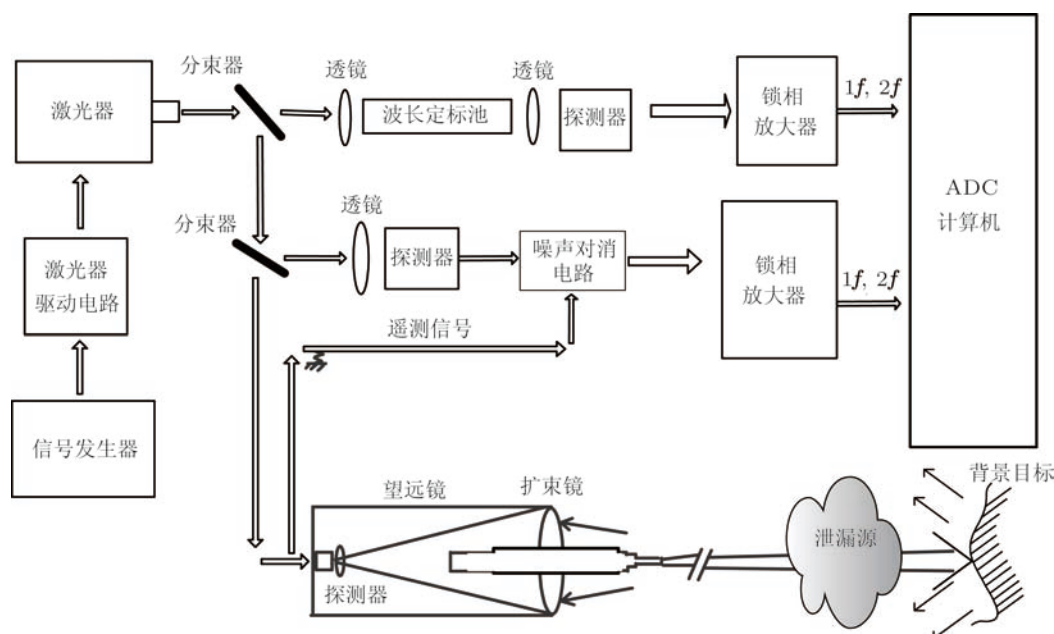 分束器
透镜
透镜
激光器
波长定标池
探测器
锁相
放大器
1f, 2f
ADC
计算机
分束器
透镜
激光器
驱动电路
探测器
噪声对消
电路
锁相
放大器
1f, 2f
遥测信号
信号发生器
望远镜
扩束镜
背景目标
泄漏源
探测器